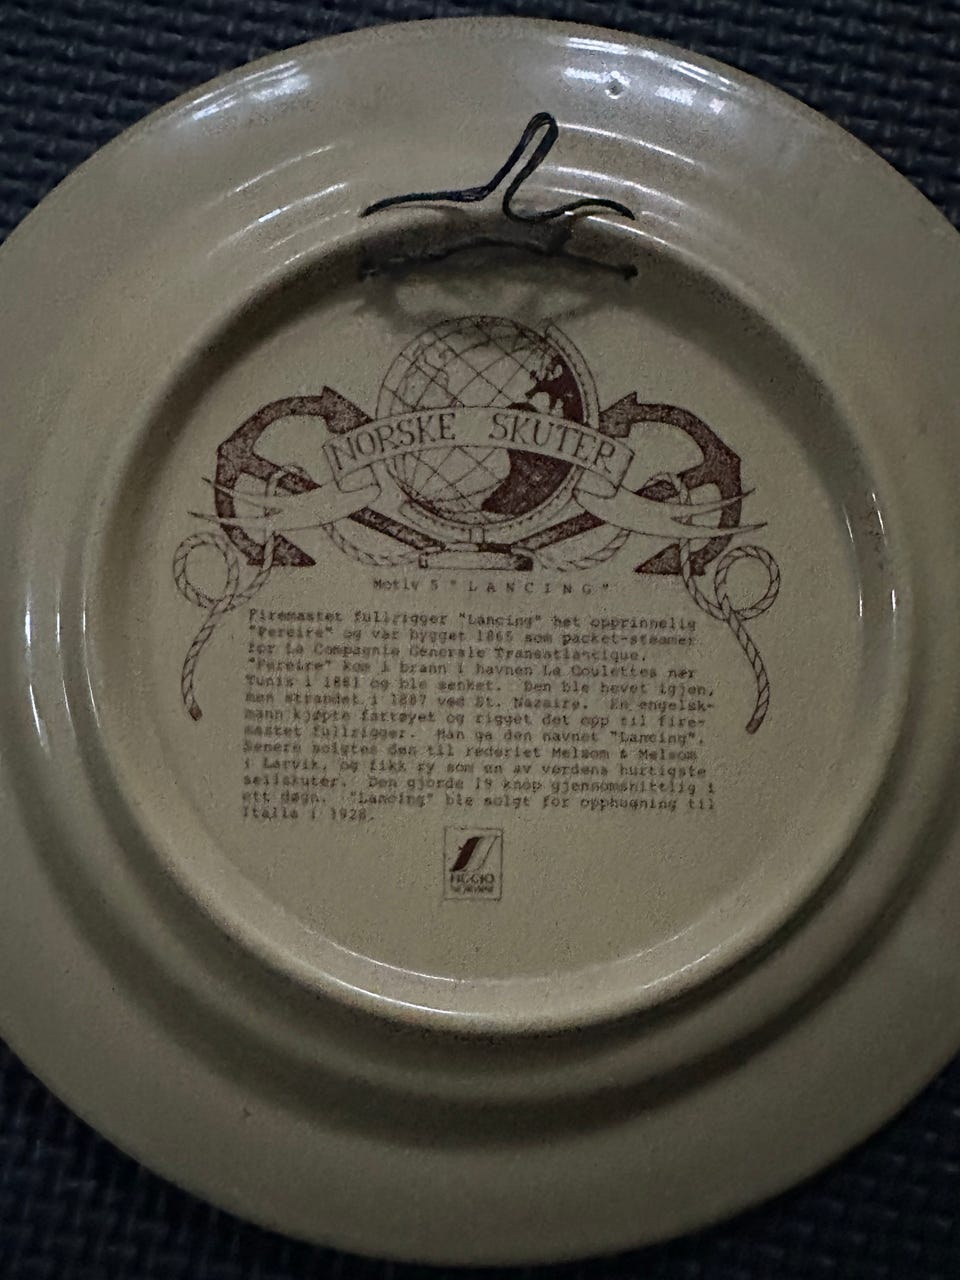 NORSKE SKUTER
Motiv 5 "LANCING"
Firemastet fullrigger "Lancing" het opprinnelig
"Pereire" og var bygget 1865 som packet-steamer
for La Compagnie Générale Transatlantique.
"Pereire" kom i brann i havnen La Goulettes nær
Tunis i 1881 og ble senket. Den ble hevet igjen,
men strandet i 1887 ved St. Nazaire. En engelsk-
mann kjøpte fartøyet og rigget det opp til fire-
mastet fullrigger. Han ga den navnet "Lancing".
Senere solgtes den til rederiet Melsom & Melsom
i Larvik, og fikk ry som en av verdens hurtigste
seilskuter. Den gjorde 19 knop gjennomsnittlig i
ett døgn. "Lancing" ble solgt for opphugning til
Italia i 1928.
FIGGJO
NORWAY